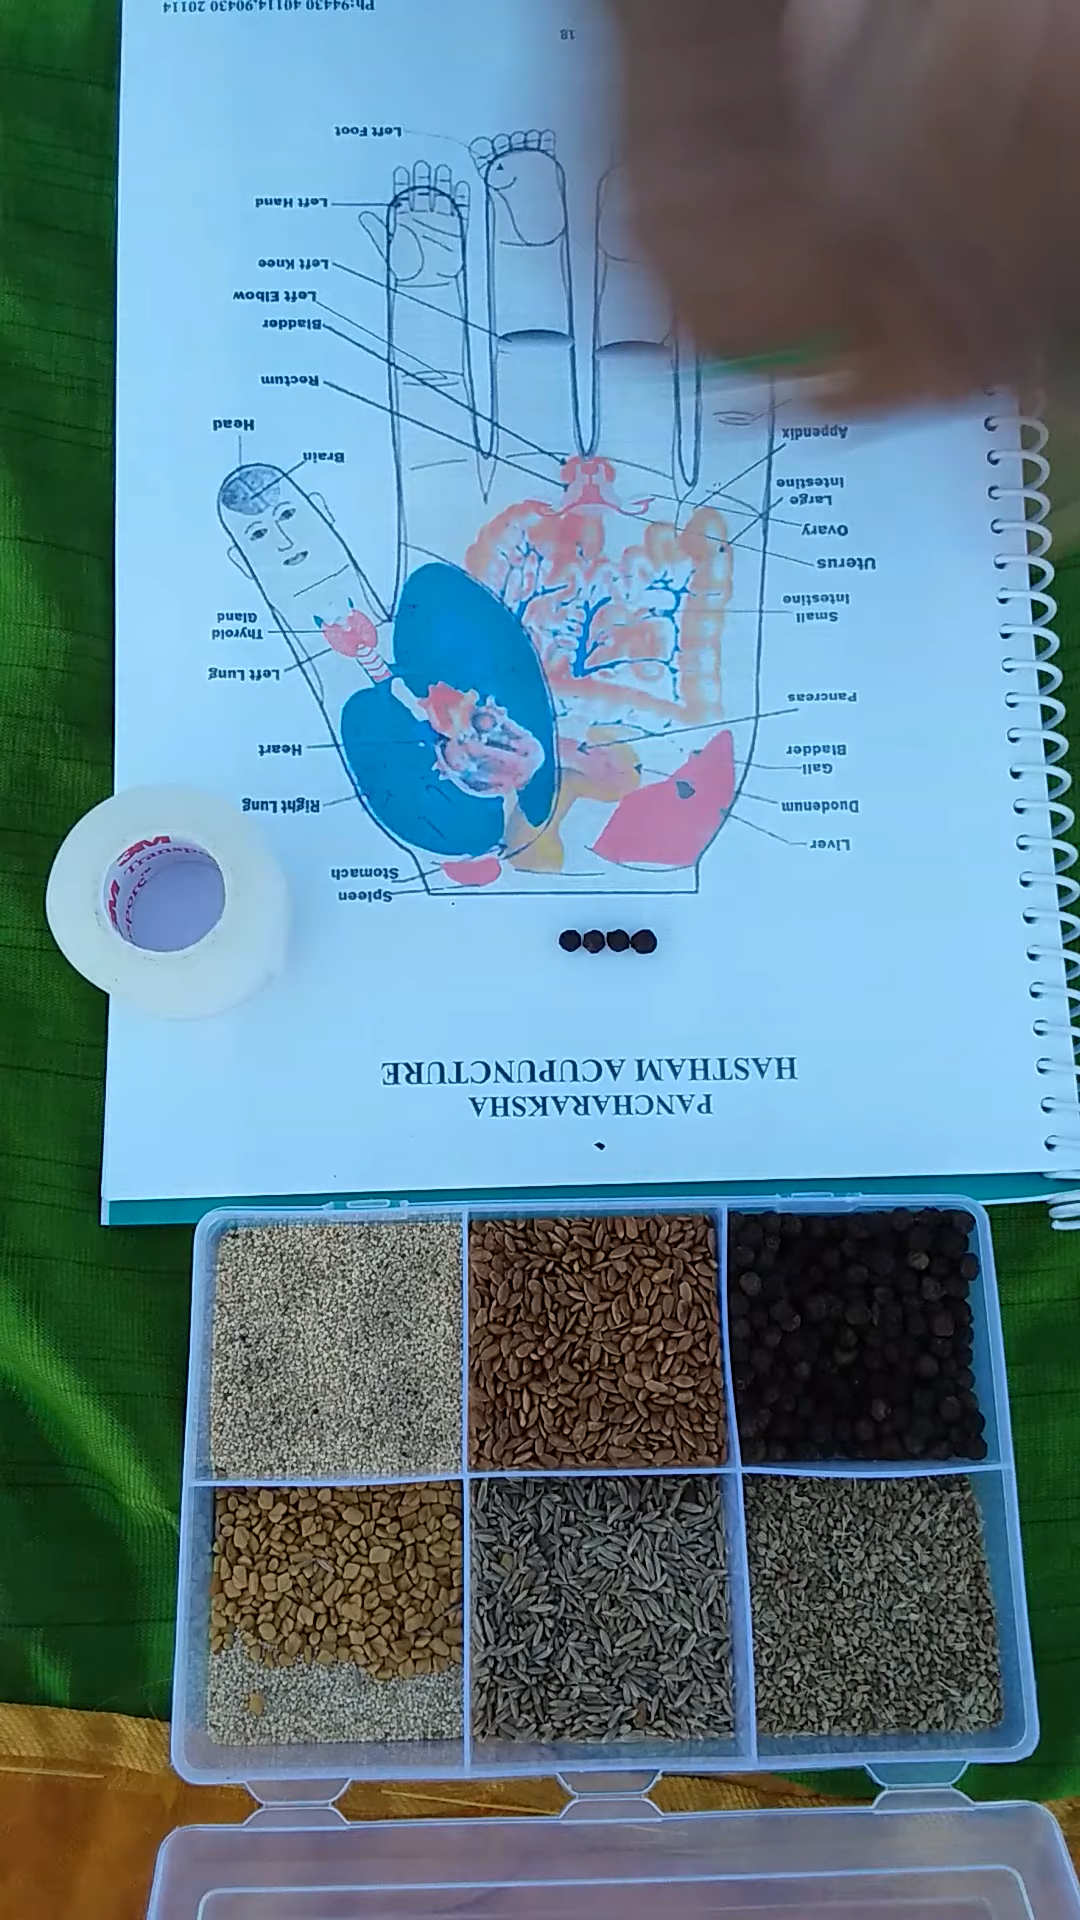 PANCHARAKSHA
HASTHAM ACUPUNCTURE
Spleen
Stomach
Right Lung
Heart
Left Lung
Thyroid
Gland
Brain
Head
Rectum
Bladder
Left Elbow
Left Knee
Left Hand
Left Foot
Liver
Duodenum
Gall
Bladder
Pancreas
Small
Intestine
Uterus
Ovary
Large
Intestine
Appendix
18
Ph:94430 40114,90430 20114
3M
Transpore™
3M